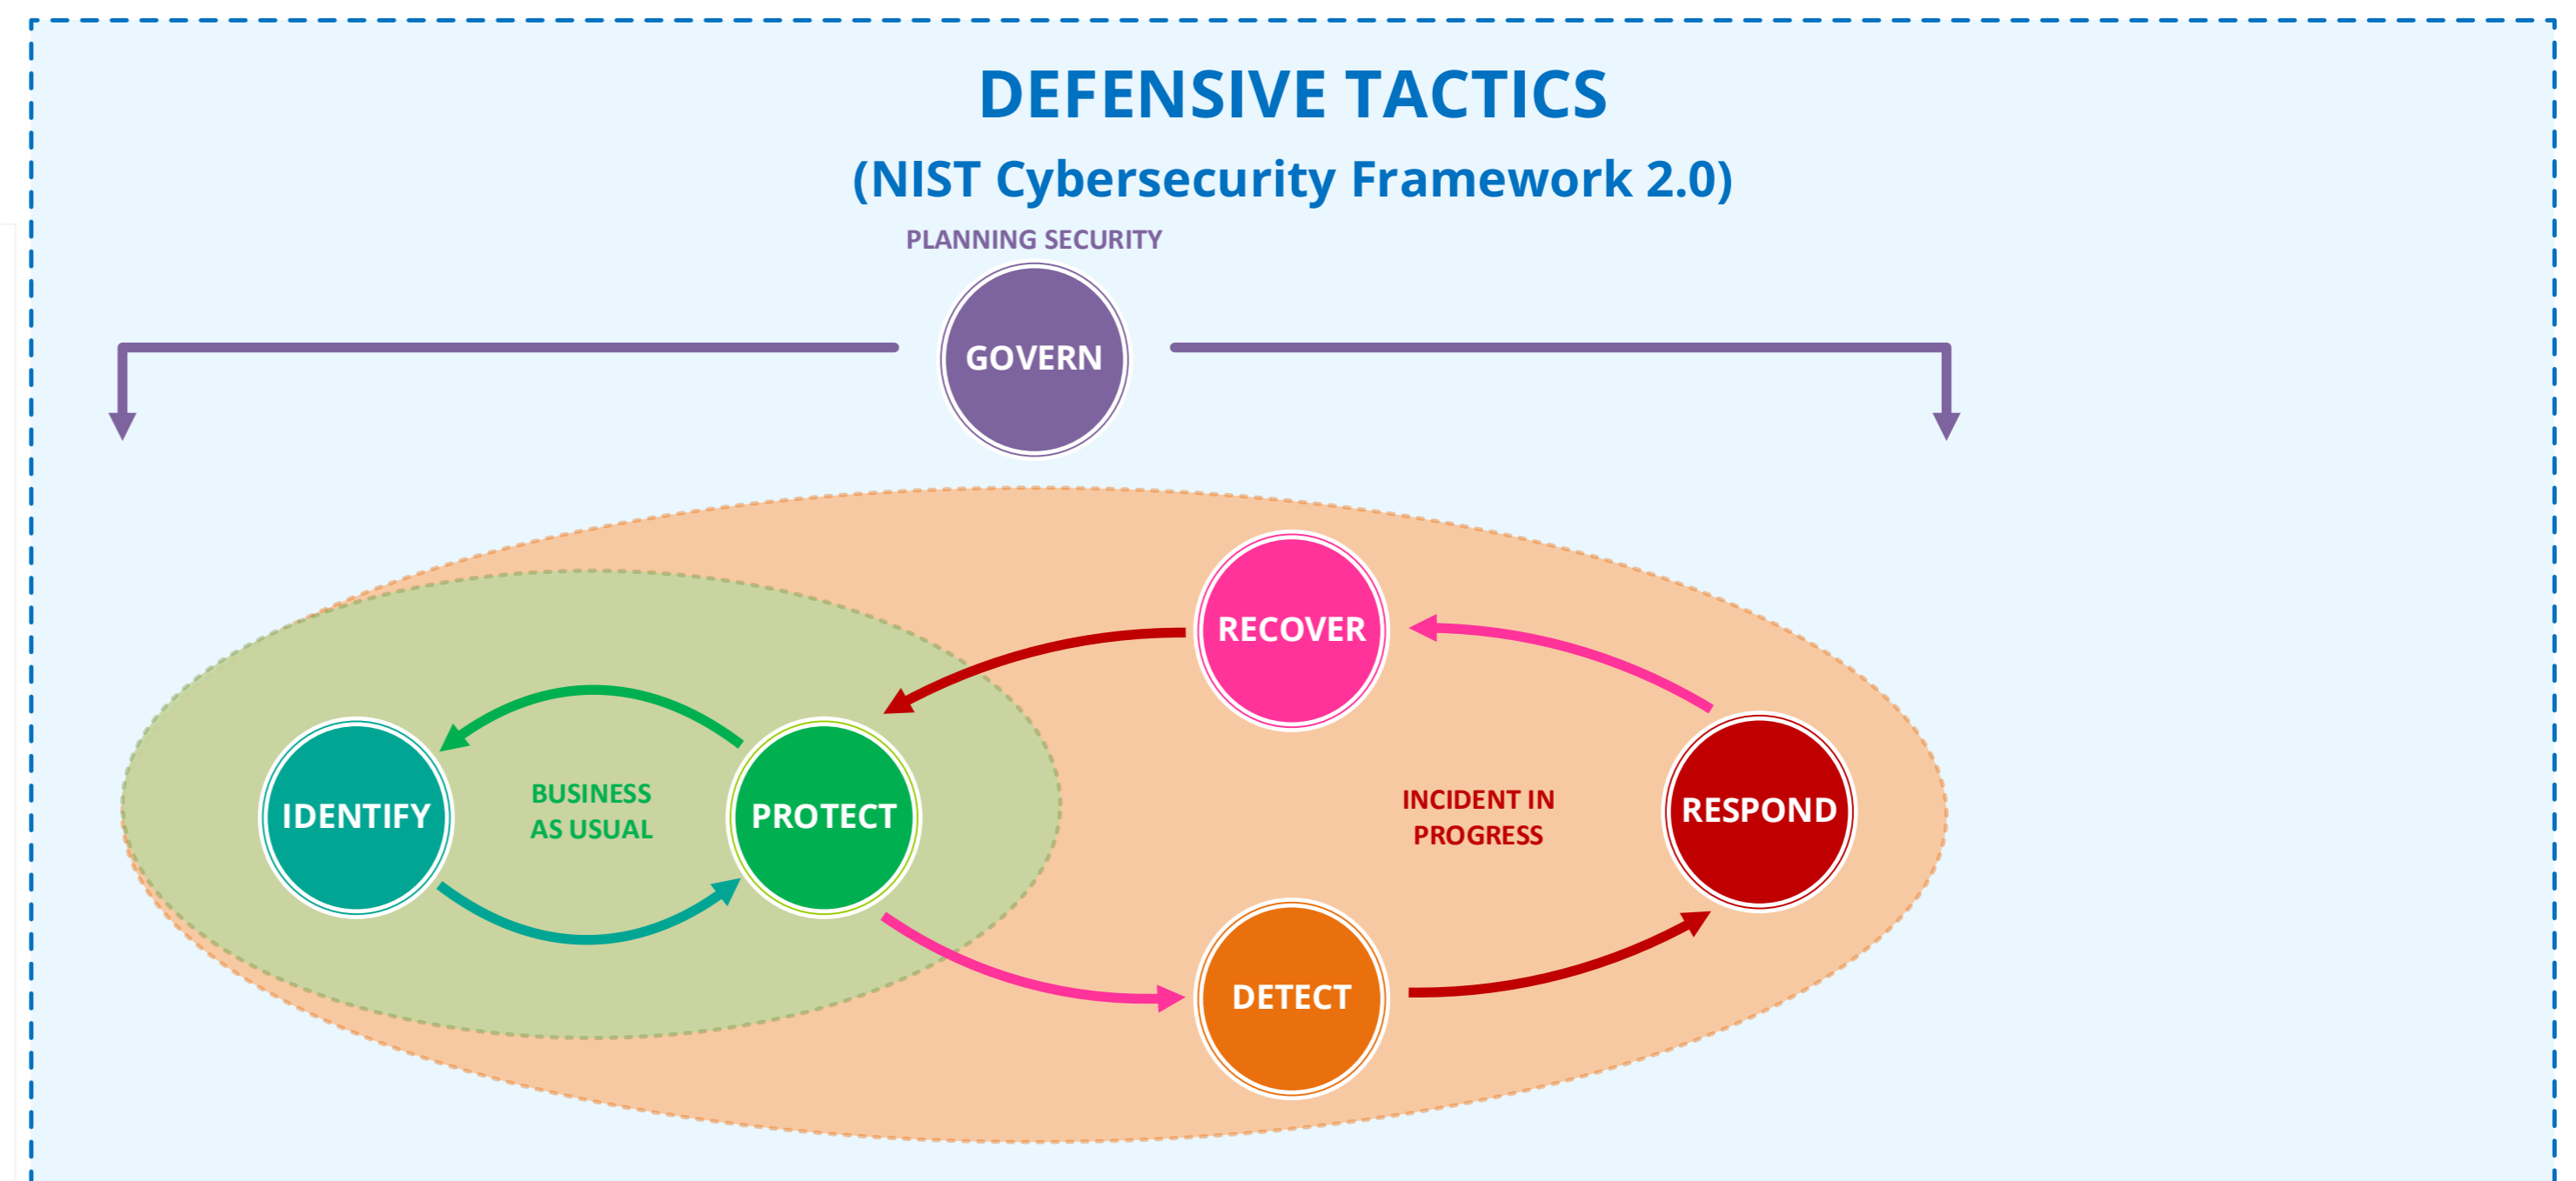 DEFENSIVE TACTICS
(NIST Cybersecurity Framework 2.0)
PLANNING SECURITY
GOVERN
RECOVER
IDENTIFY
BUSINESS
AS USUAL
PROTECT
INCIDENT IN
PROGRESS
RESPOND
DETECT